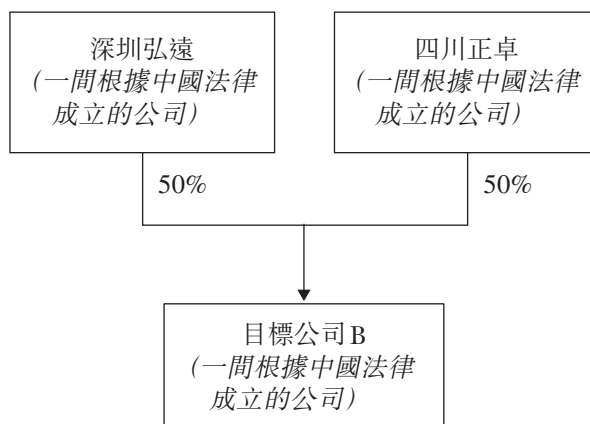 深圳弘遠
(一間根據中國法律
成立的公司)
四川正卓
(一間根據中國法律
成立的公司)
50%
50%
目標公司B
(一間根據中國法律
成立的公司)